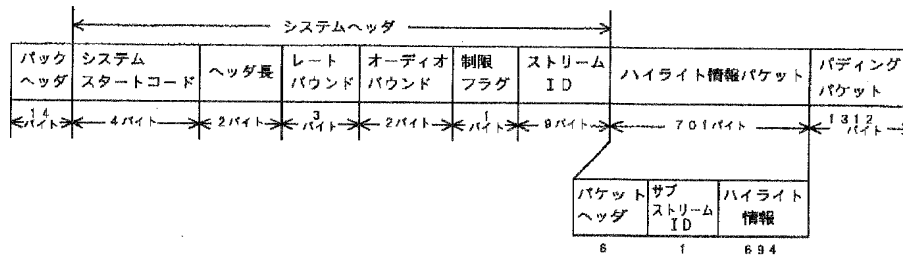 システムヘッダ
パック
ヘッダ
システム
スタートコード
ヘッダ長
レート
バウンド
オーディオ
バウンド
制限
フラグ
ストリーム
ID
ハイライト情報パケット
パディング
パケット
14
バイト
4バイト
2バイト
3
バイト
2バイト
1
バイト
9バイト
701バイト
1312
バイト
パケット
ヘッダ
サブ
ストリーム
ID
ハイライト
情報
6
1
694